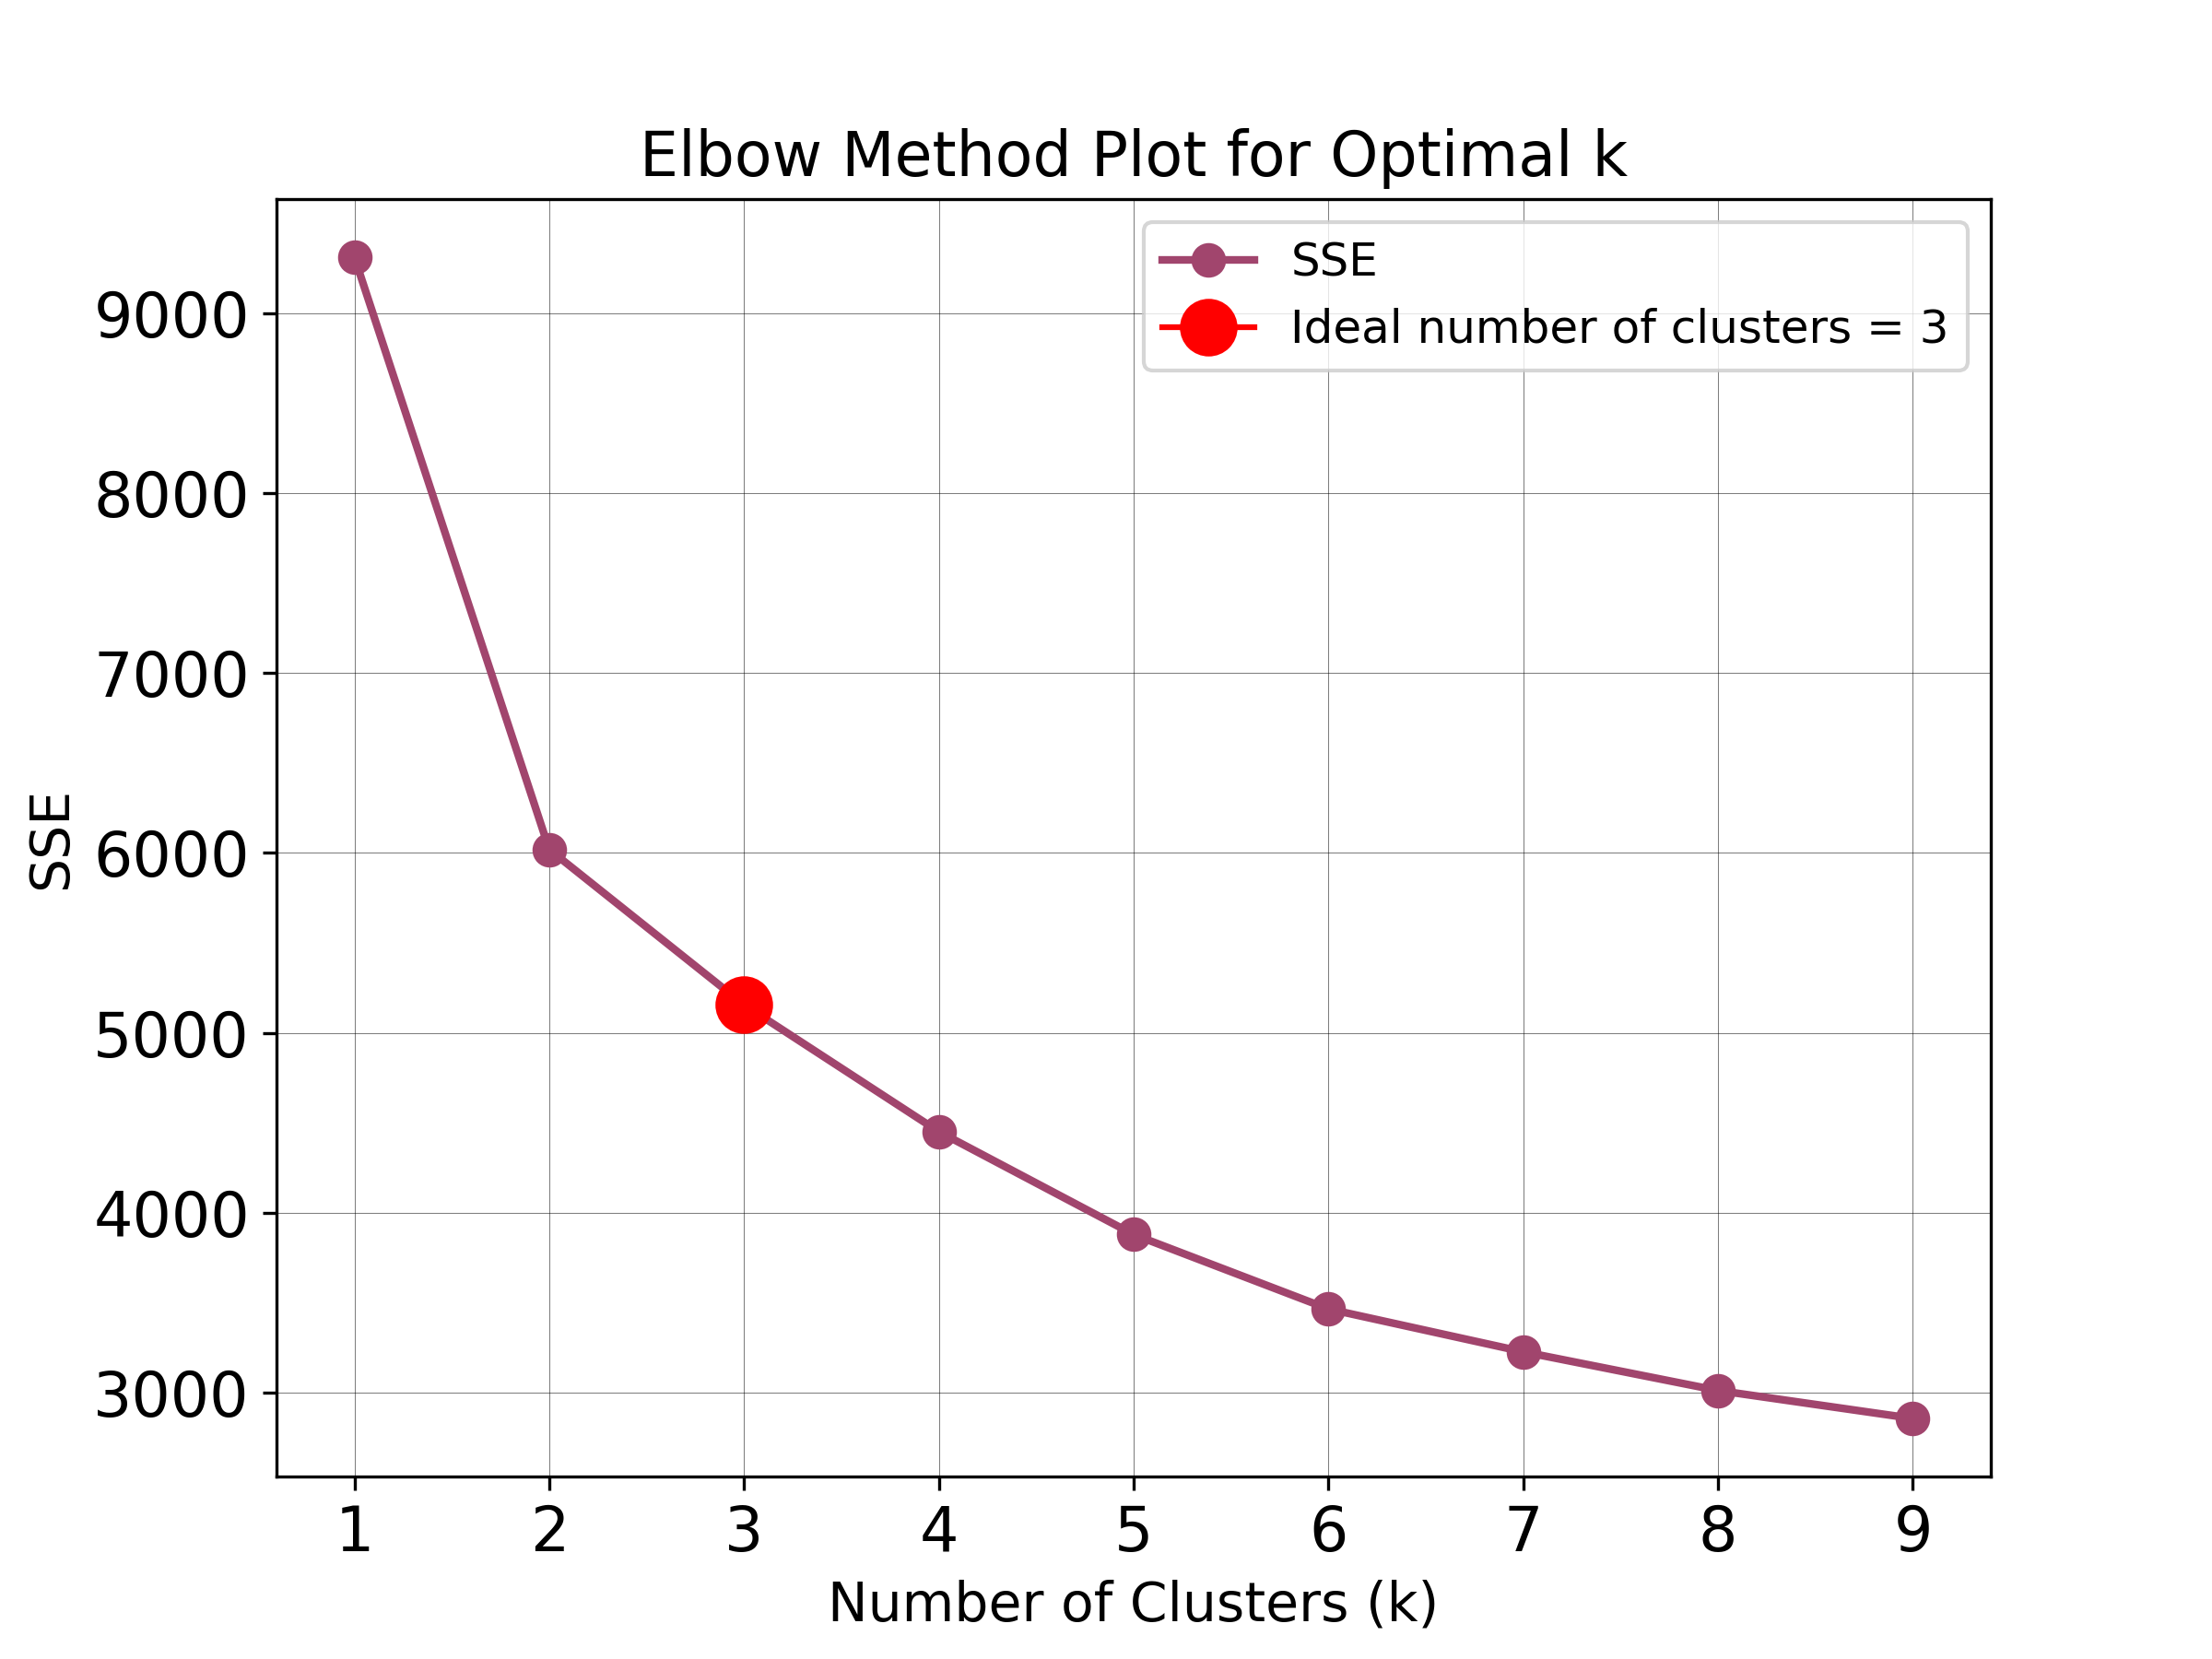 Elbow Method Plot for Optimal k
SSE
Ideal number of clusters = 3
9000
8000
7000
6000
5000
4000
3000
SSE
1 2 3 4 5 6 7 8 9
Number of Clusters (k)